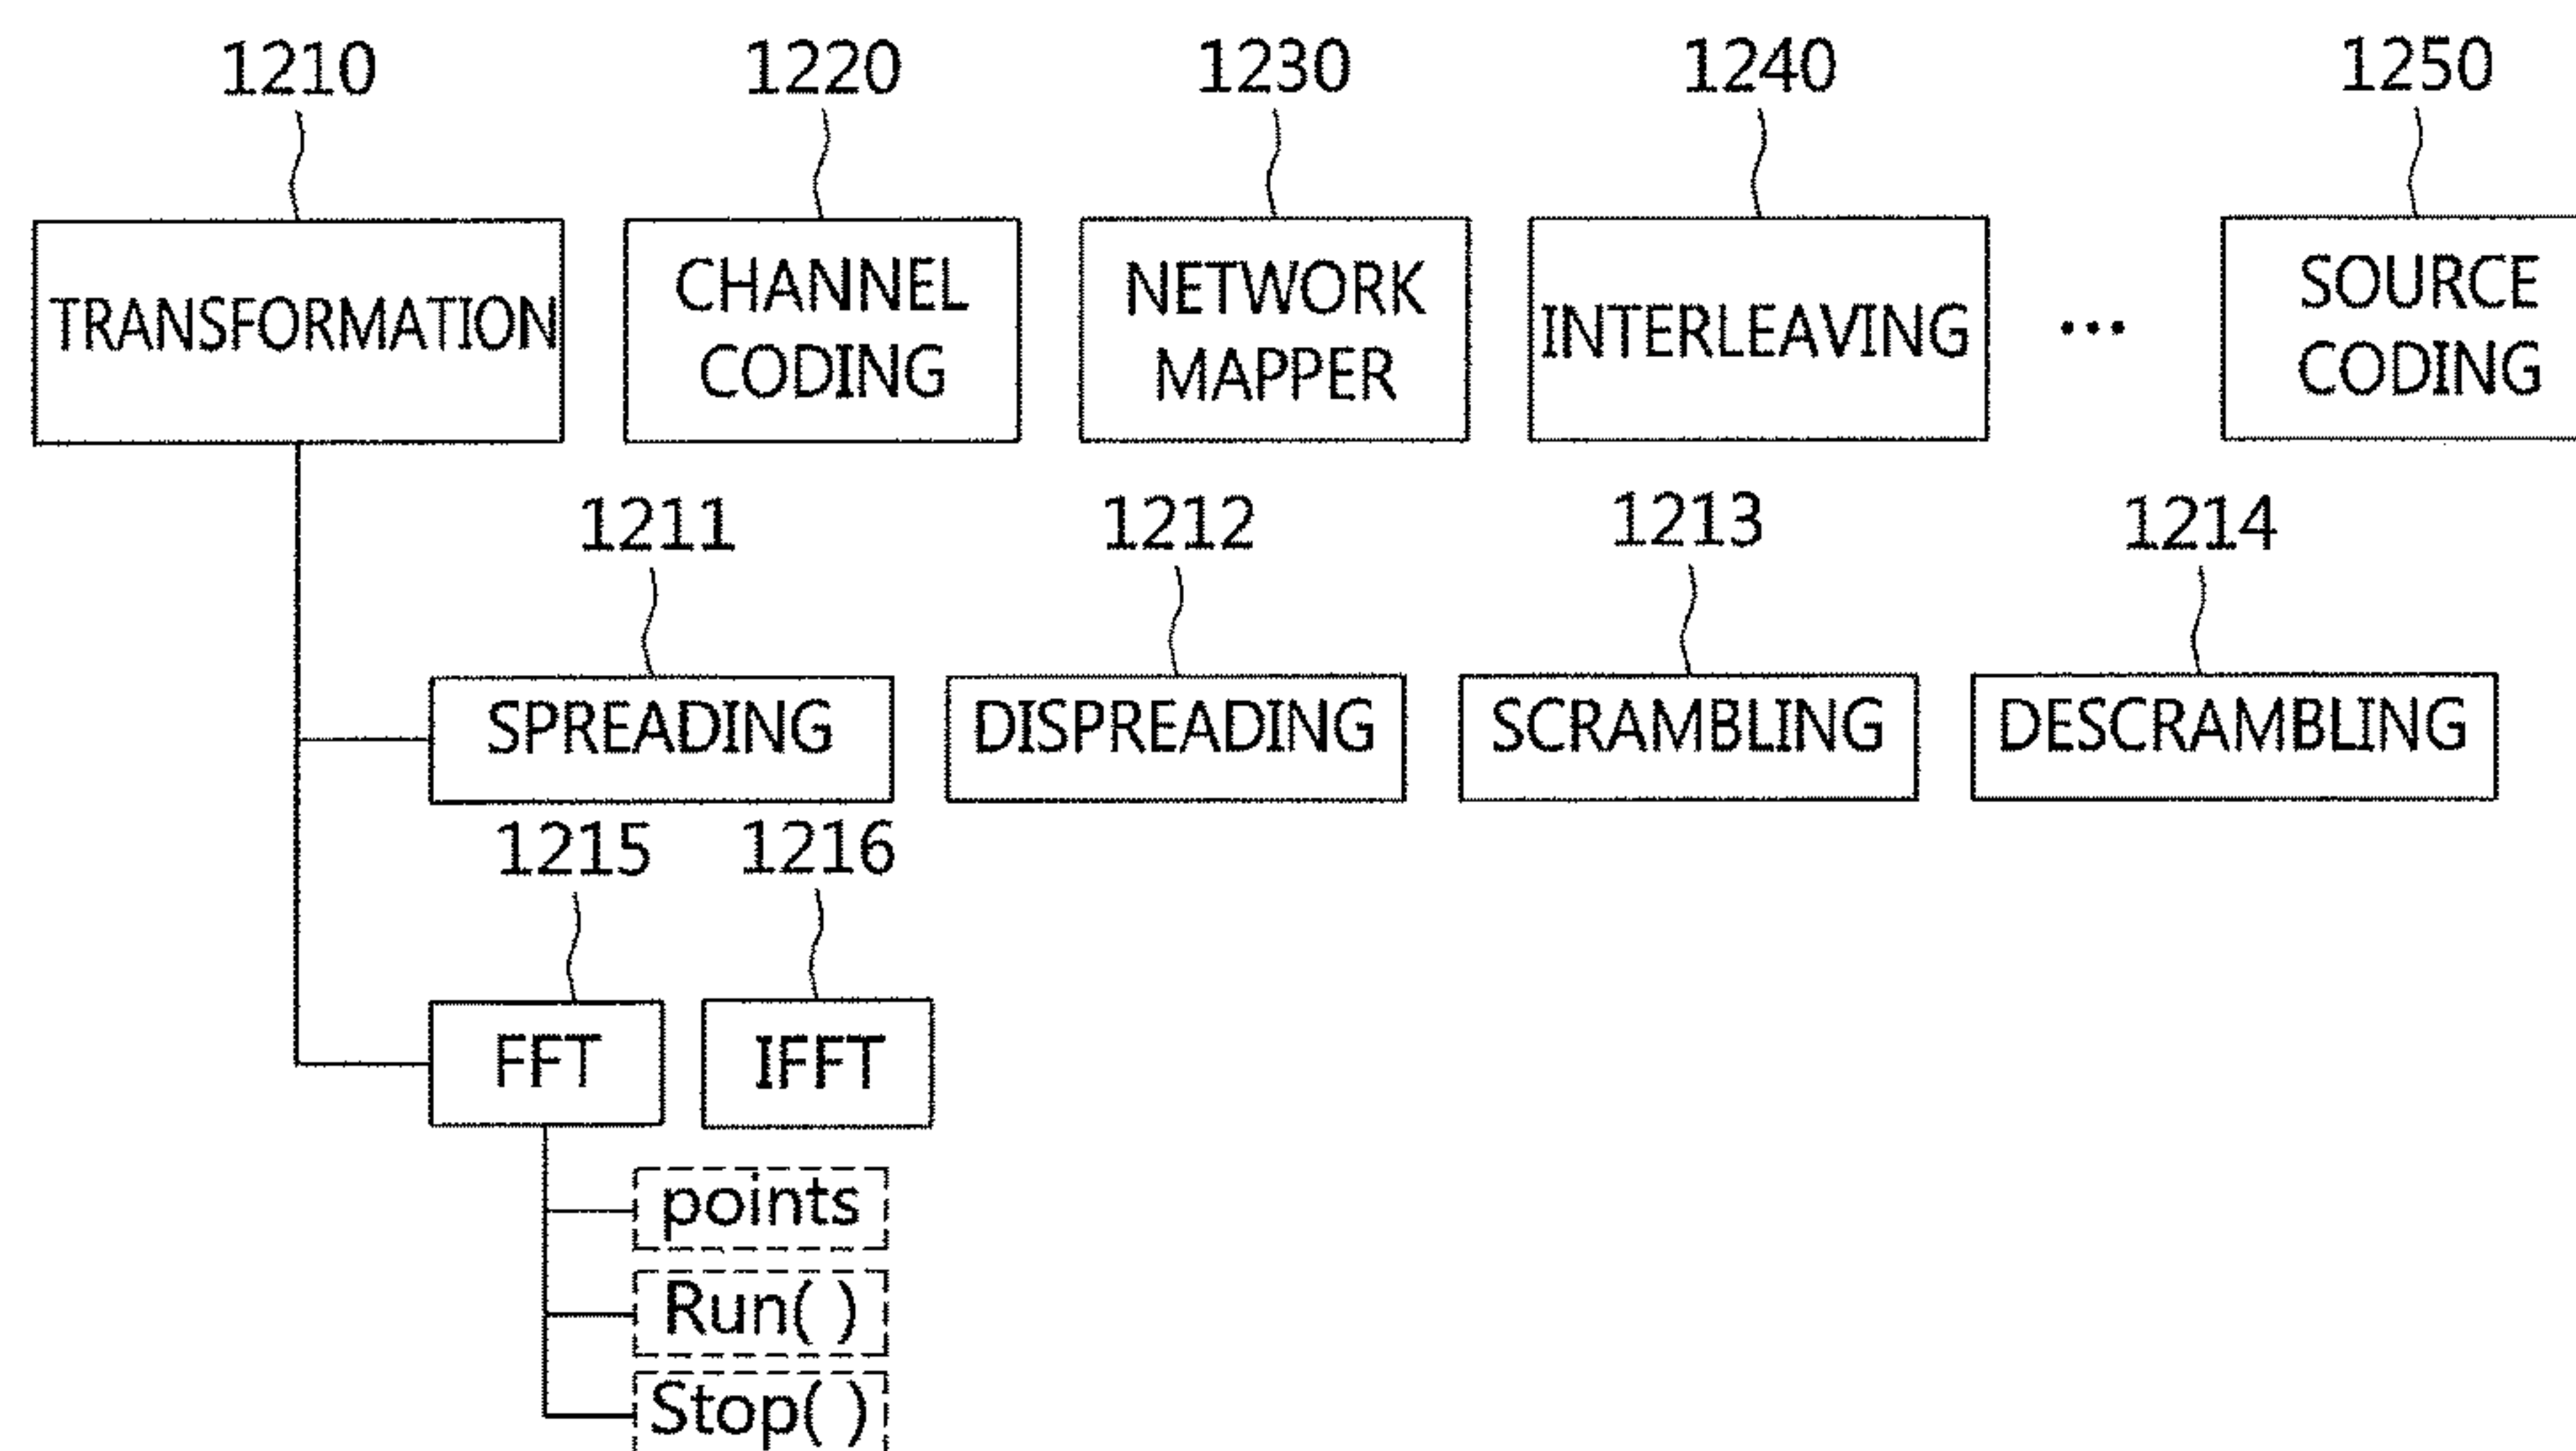 1210 1220 1230 1240 1250
TRANSFORMATION
CHANNEL
CODING
NETWORK
MAPPER
INTERLEAVING
...
SOURCE
CODING
1211 1212 1213 1214
SPREADING DISPREADING SCRAMBLING DESCRAMBLING
1215 1216
FFT IFFT
points
Run( )
Stop( )